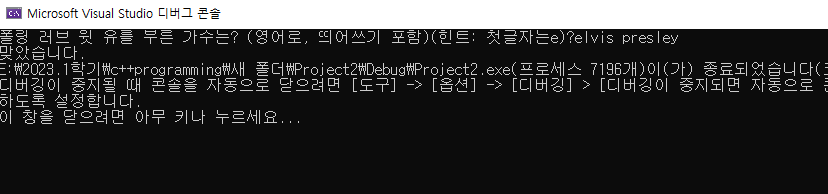 Microsoft Visual Studio 디버그 콘솔
폴링 러브 윗 유를 부른 가수는? (영어로, 띄어쓰기 포함)(힌트: 첫글자는e)?elvis presley
맞았습니다.
:₩2023.1학기₩c++programming₩새 폴더₩Project2₩Debug₩Project2.exe(프로세스 7196개)이(가) 종료되었습니다(
디버깅이 중지될 때 콘솔을 자동으로 닫으려면 [도구] -> [옵션] -> [디버깅] > [디버깅이 중지되면 자동으로
하도록 설정합니다.
이 창을 닫으려면 아무 키나 누르세요...